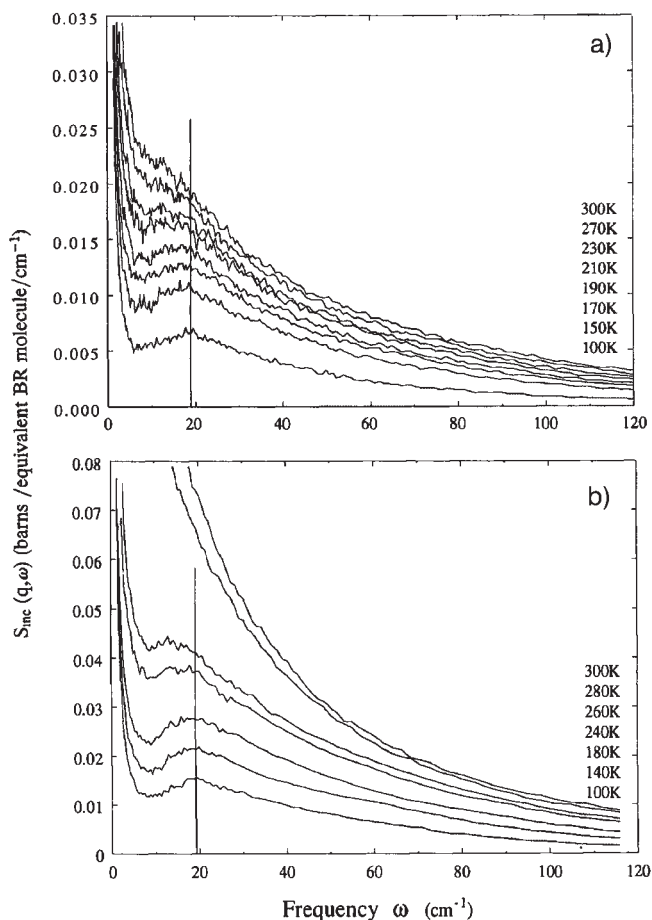 a)
0.035
0.030
0.025
0.020
0.015
0.010
0.005
0.000
0 20 40 60 80 100 120
300K
270K
230K
210K
190K
170K
150K
100K
S_inc (q,ω) (barns /equivalent BR molecule/cm⁻¹)
b)
0.08
0.07
0.06
0.05
0.04
0.03
0.02
0.01
0
0 20 40 60 80 100 120
300K
280K
260K
240K
180K
140K
100K
Frequency ω (cm⁻¹)